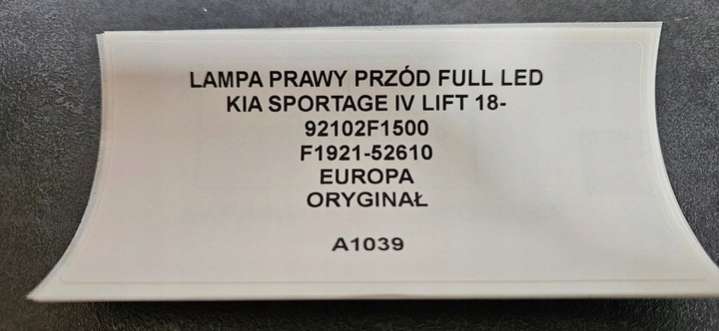 LAMPA PRAWY PRZÓD FULL LED
KIA SPORTAGE IV LIFT 18-
92102F1500
F1921-52610
EUROPA
ORYGINAŁ
A1039